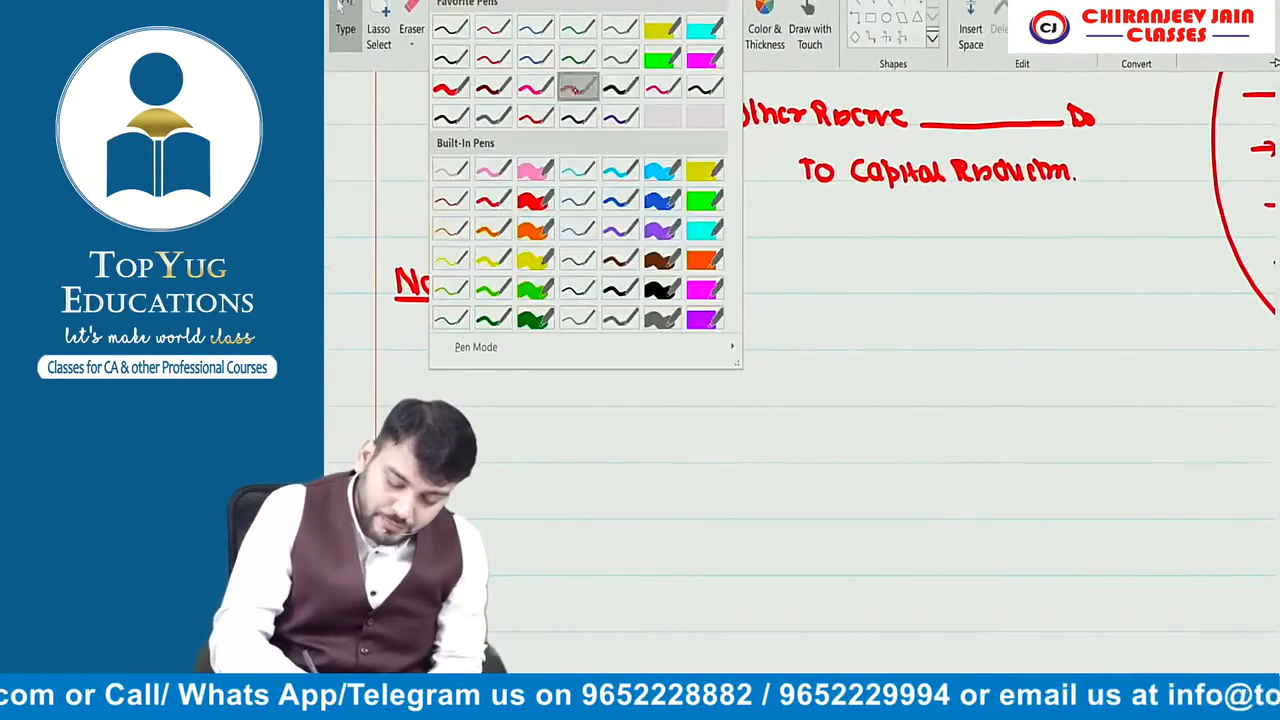 Favorite Pens
Type
Lasso
Select
Eraser
Color &
Thickness
Draw with
Touch
Shapes
Insert
Space
Edit
Convert
CJ
CHIRANJEEV JAIN
CLASSES
Built-In Pens
Pen Mode
To Capital Reduction.
TOPYUG
EDUCATIONS
let's make world class
Classes for CA & other Professional Courses
.com or Call/ Whats App/Telegram us on 9652228882 / 9652229994 or email us at info@to